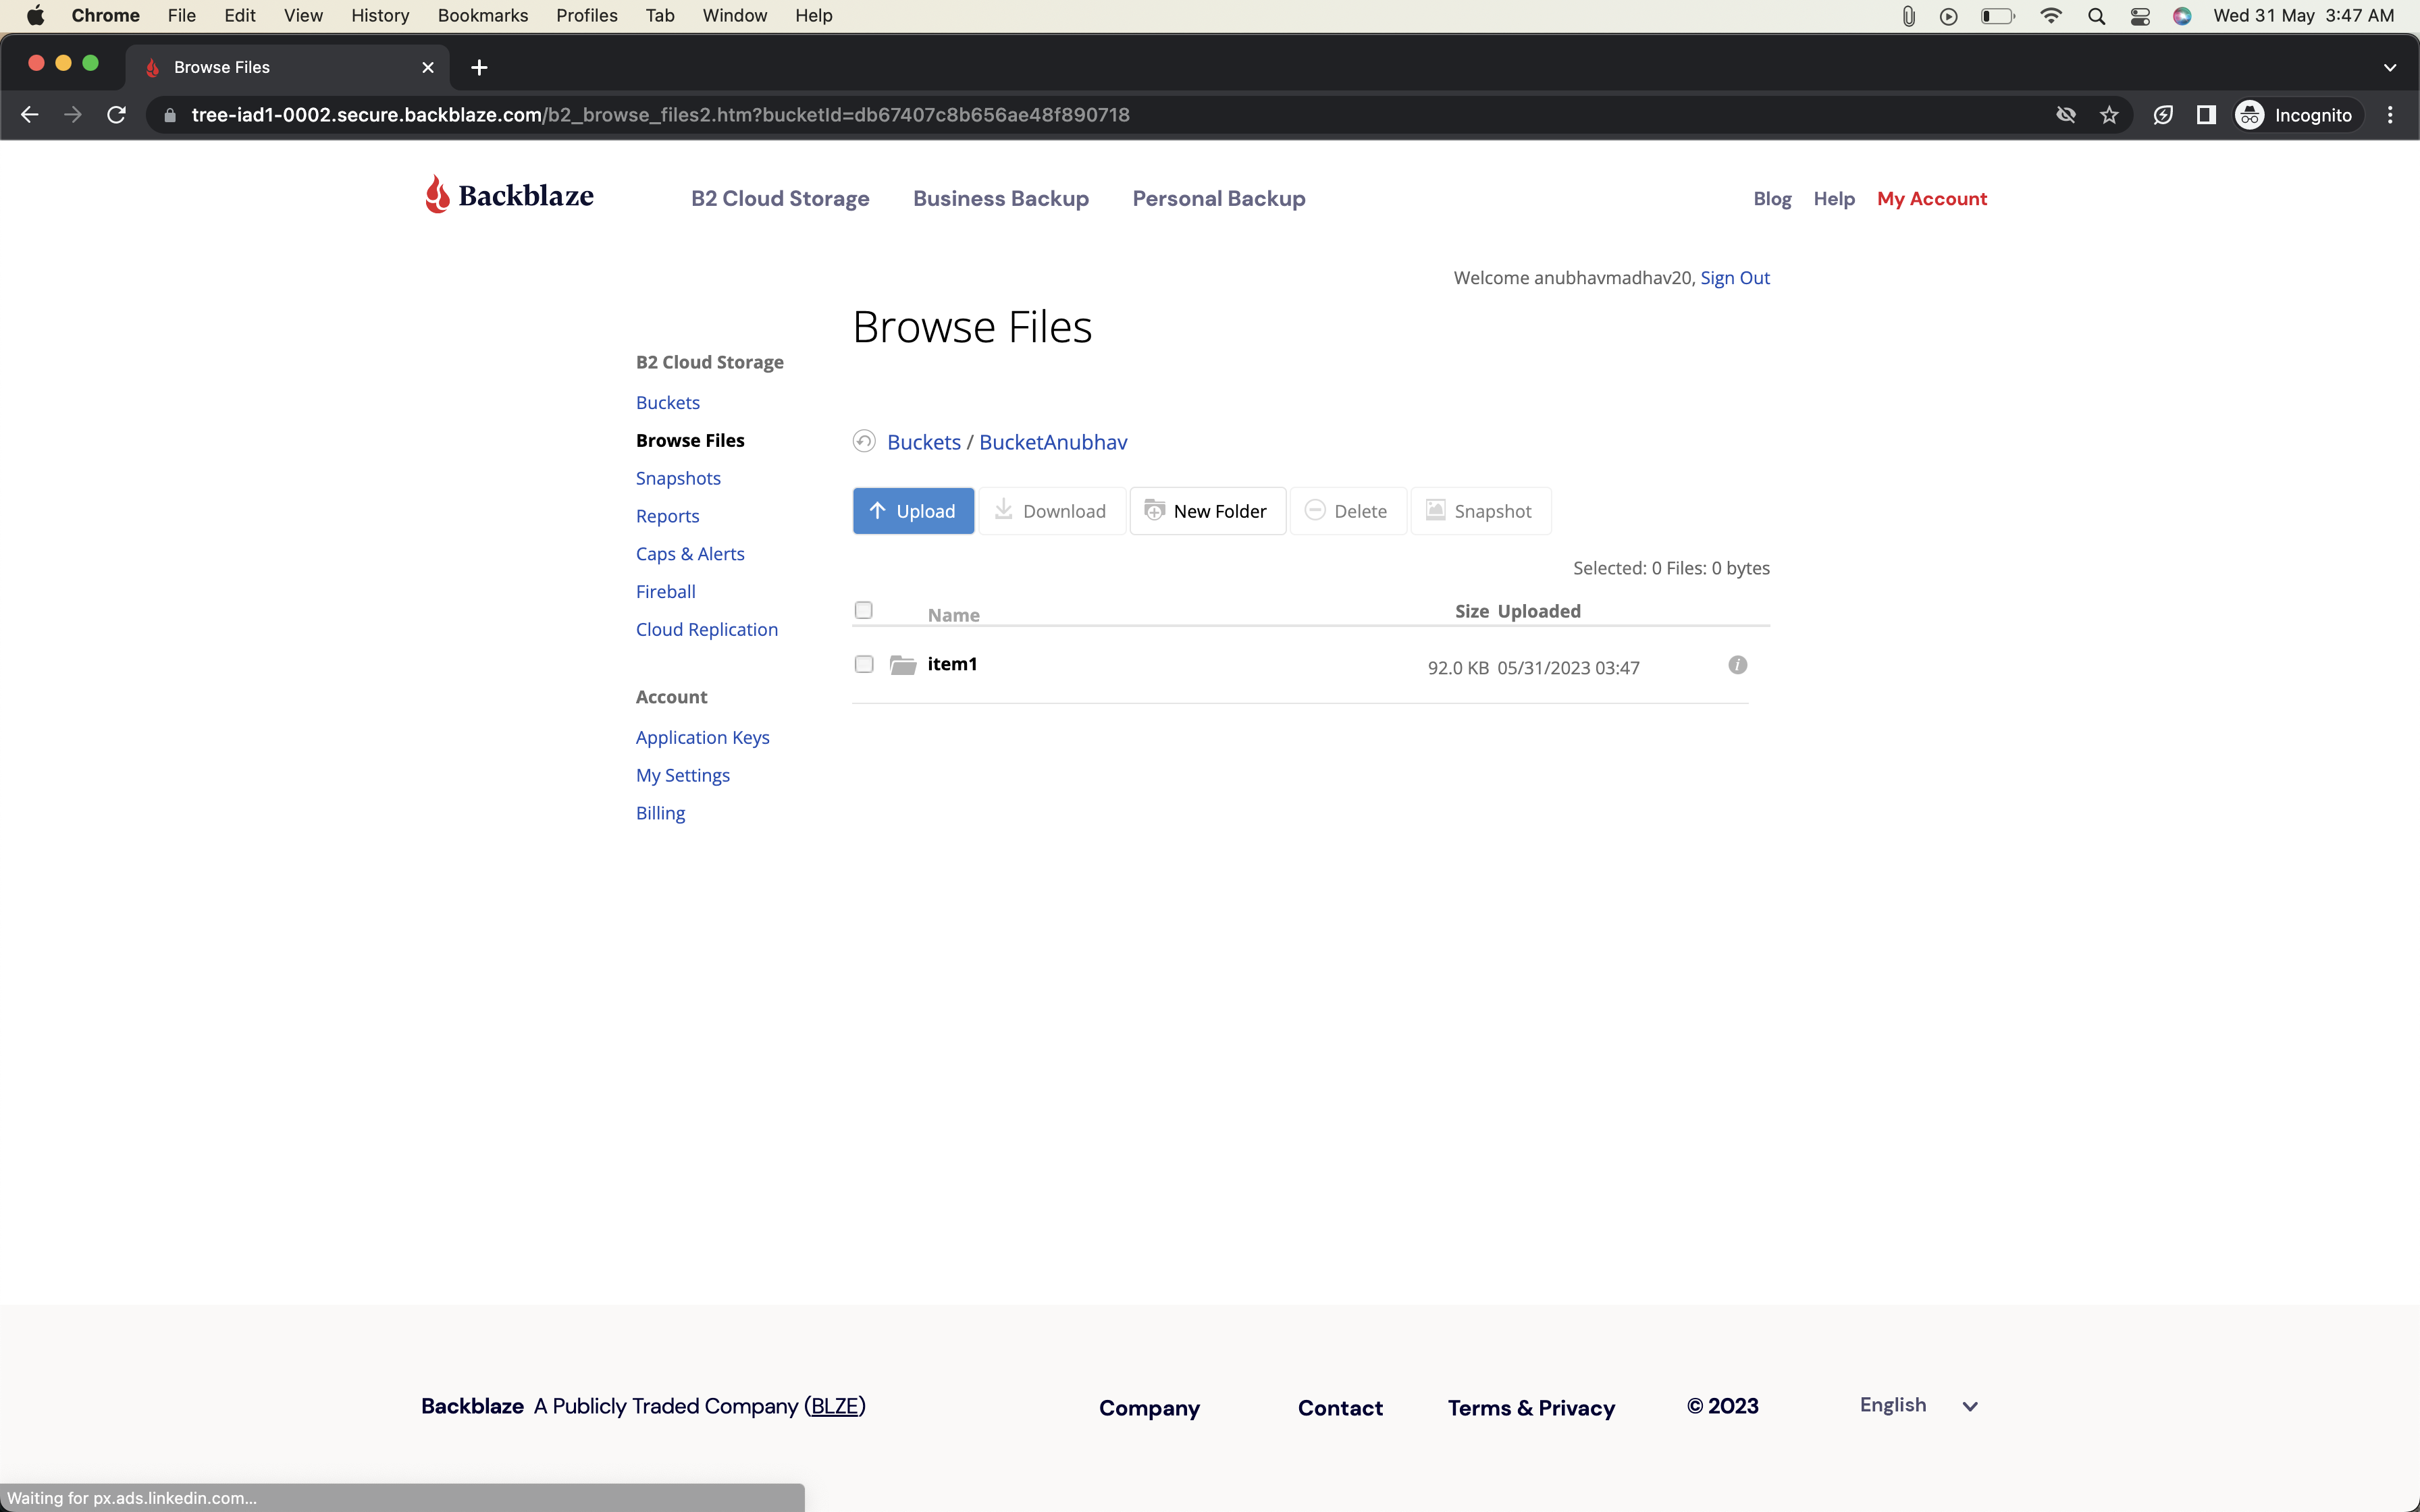 Chrome File Edit View History Bookmarks Profiles Tab Window Help Wed 31 May 3:47 AM
Browse Files
tree-iad1-0002.secure.backblaze.com/b2_browse_files2.htm?bucketId=db67407c8b656ae48f890718 Incognito
Backblaze B2 Cloud Storage Business Backup Personal Backup Blog Help My Account
Welcome anubhavmadhav20, Sign Out
Browse Files
B2 Cloud Storage
Buckets
Browse Files
Snapshots
Reports
Caps & Alerts
Fireball
Cloud Replication
Account
Application Keys
My Settings
Billing
Buckets / BucketAnubhav
Upload Download New Folder Delete Snapshot
Selected: 0 Files: 0 bytes
Name Size Uploaded
item1 92.0 KB 05/31/2023 03:47
Backblaze A Publicly Traded Company (BLZE) Company Contact Terms & Privacy © 2023 English
Waiting for px.ads.linkedin.com...